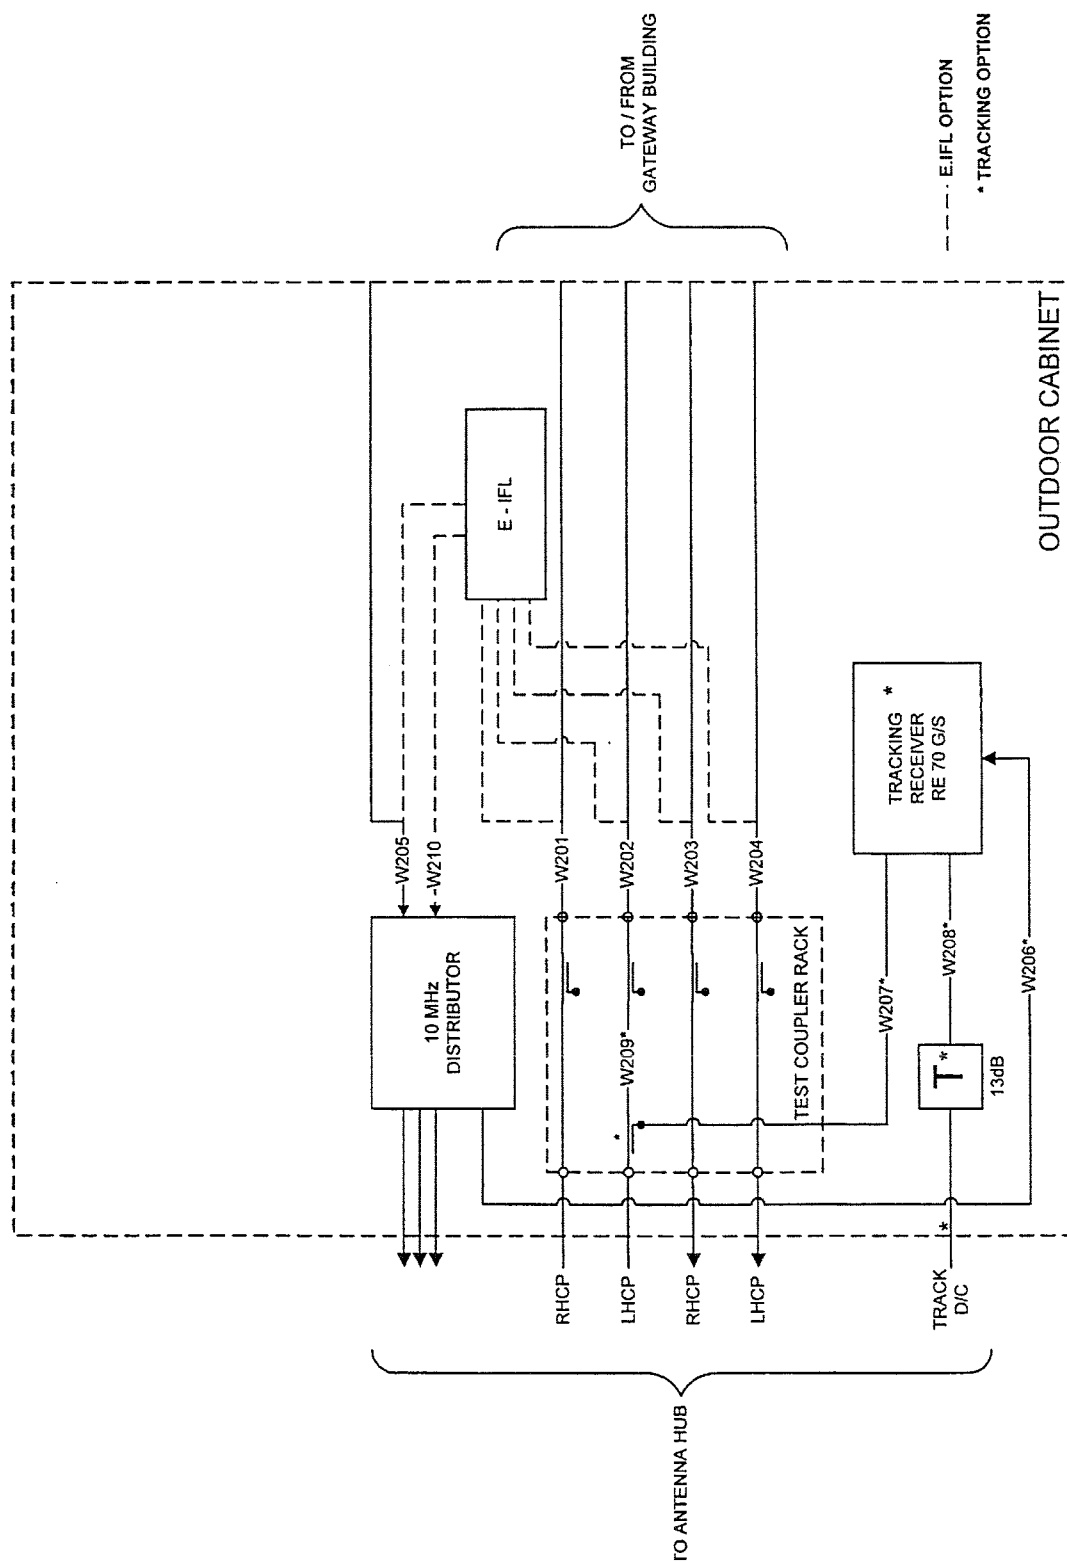 TO ANTENNA HUB
RHCP
LHCP
RHCP
LHCP
TRACK
D/C
*
10 MHz
DISTRIBUTOR
W205
W210
E - IFL
W201
W202
W203
W204
*
W209*
TEST COUPLER RACK
W207*
W208*
W206*
T*
13dB
TRACKING *
RECEIVER
RE 70 G/S
OUTDOOR CABINET
TO / FROM
GATEWAY BUILDING
E.IFL OPTION
* TRACKING OPTION